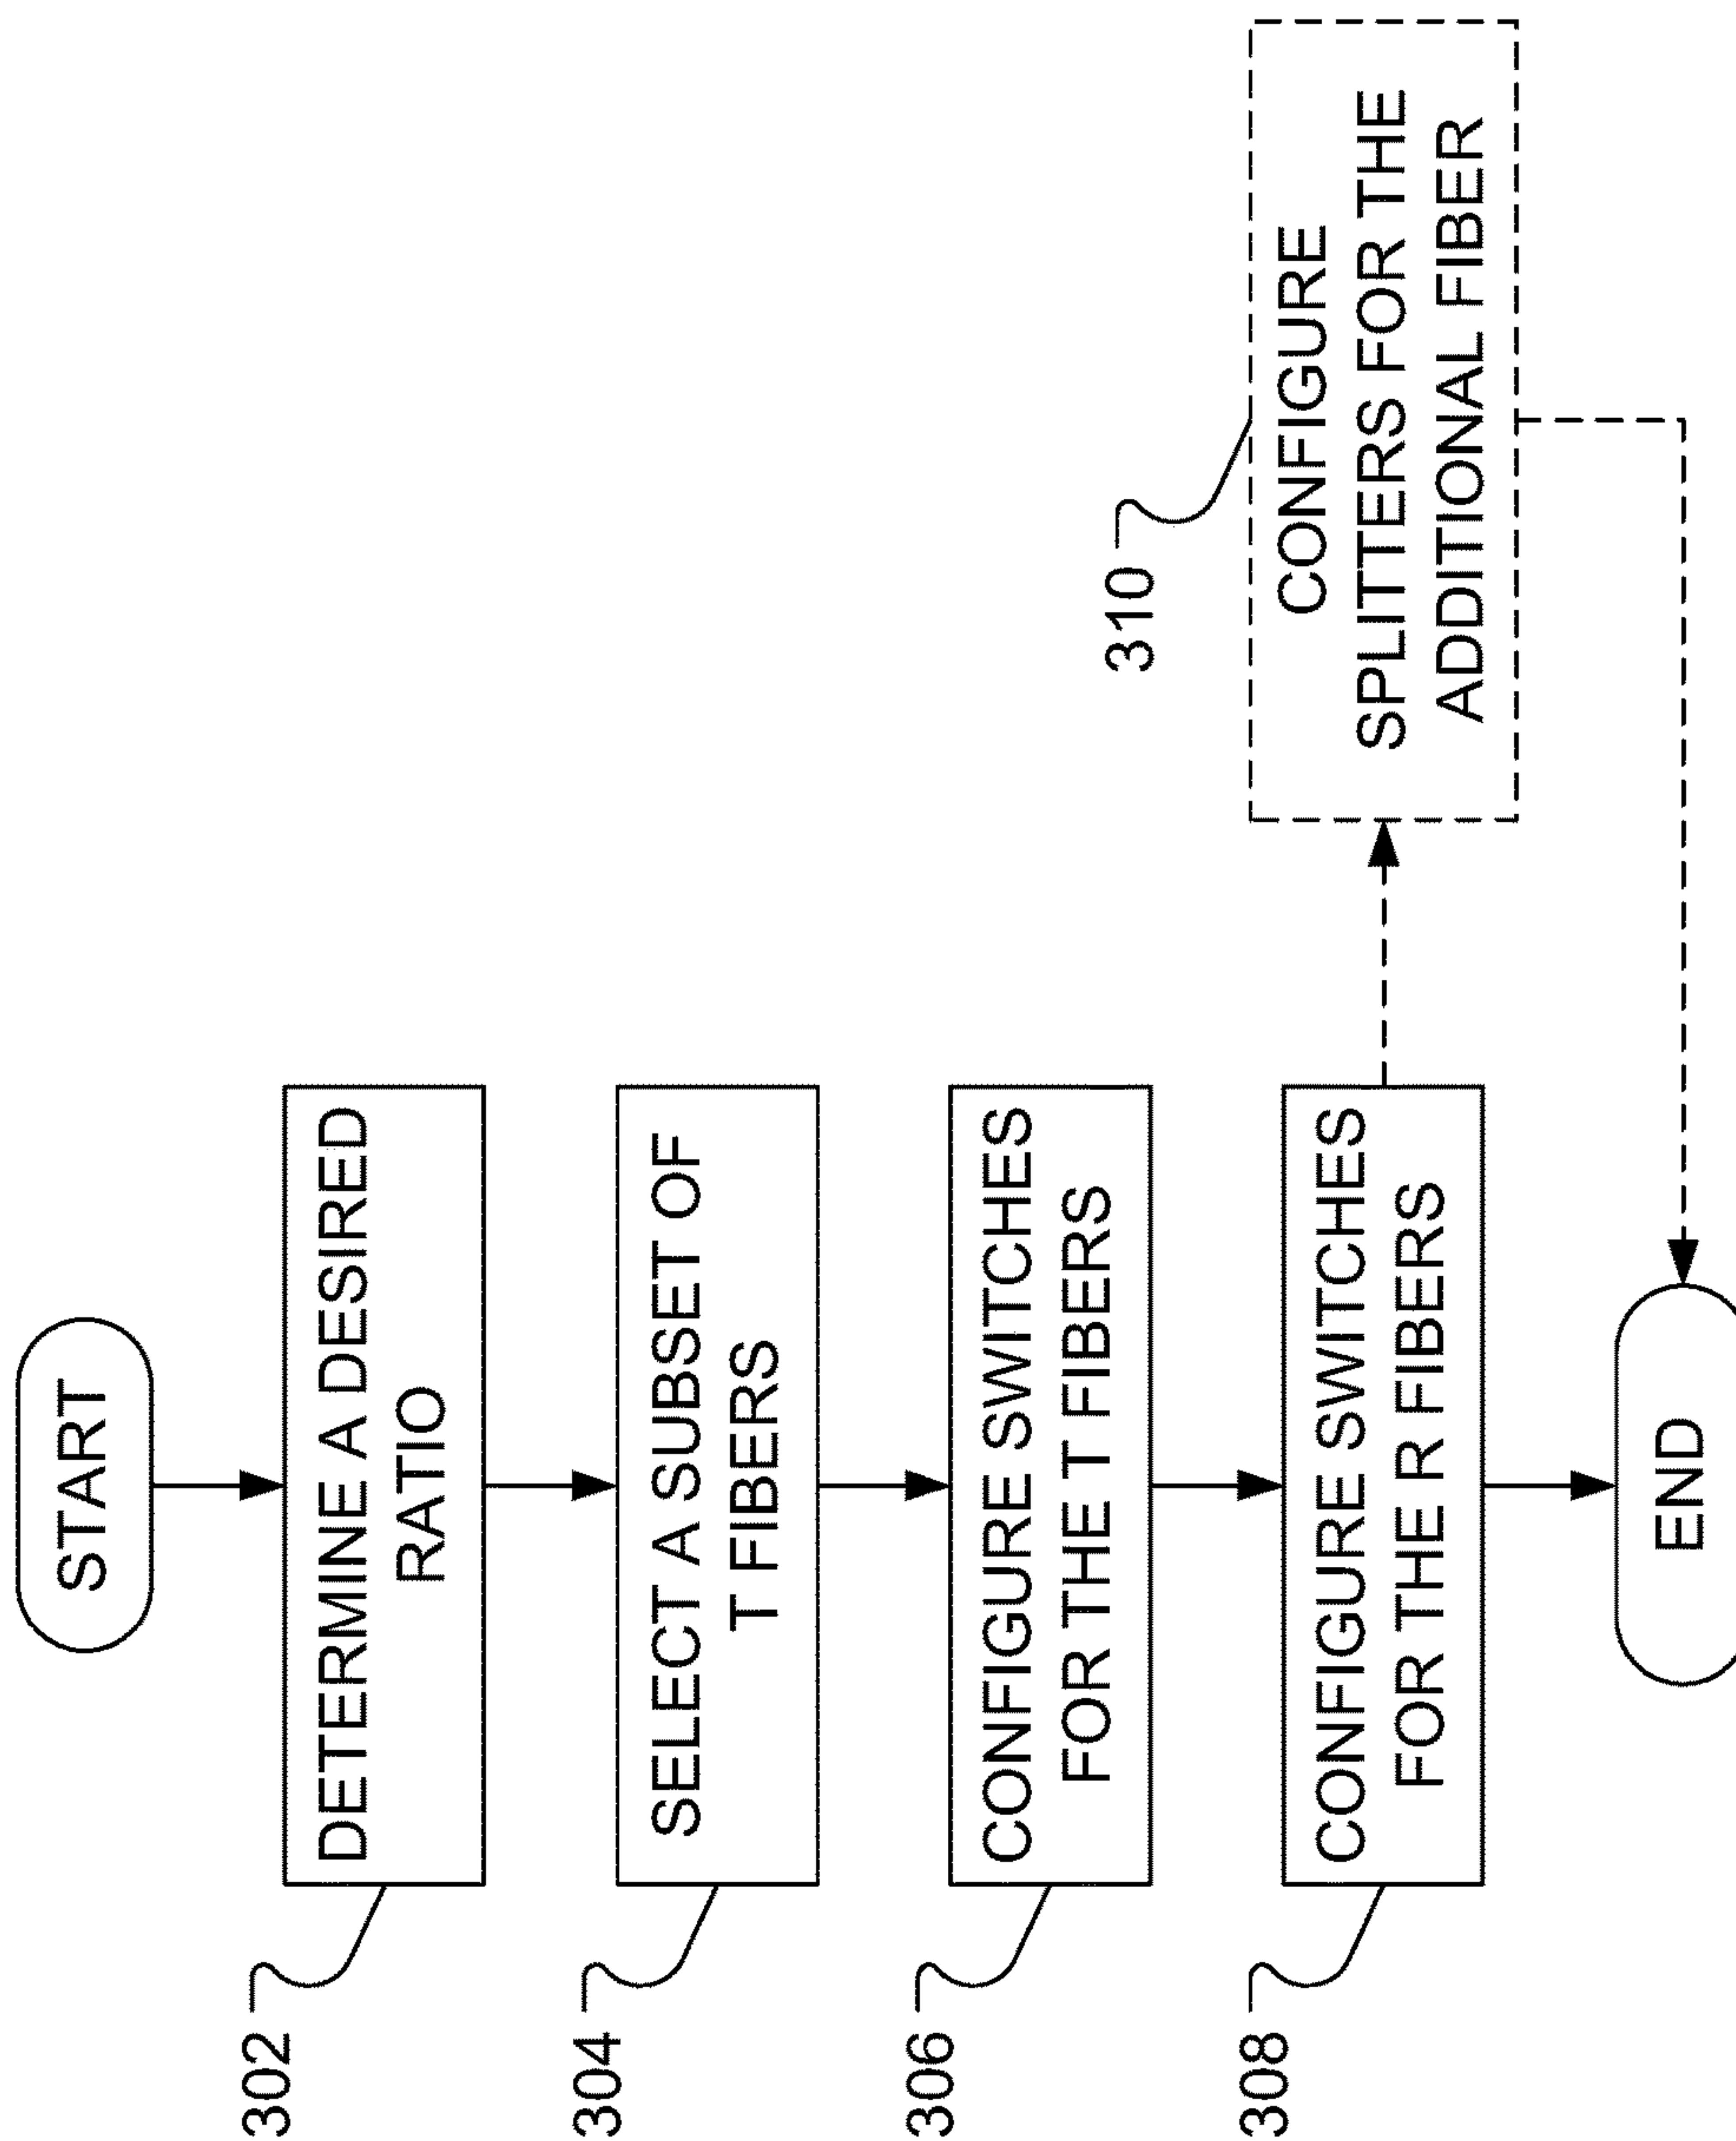 START
302
DETERMINE A DESIRED
RATIO
304
SELECT A SUBSET OF
T FIBERS
306
CONFIGURE SWITCHES
FOR THE T FIBERS
308
CONFIGURE SWITCHES
FOR THE R FIBERS
310
CONFIGURE
SPLITTERS FOR THE
ADDITIONAL FIBER
END